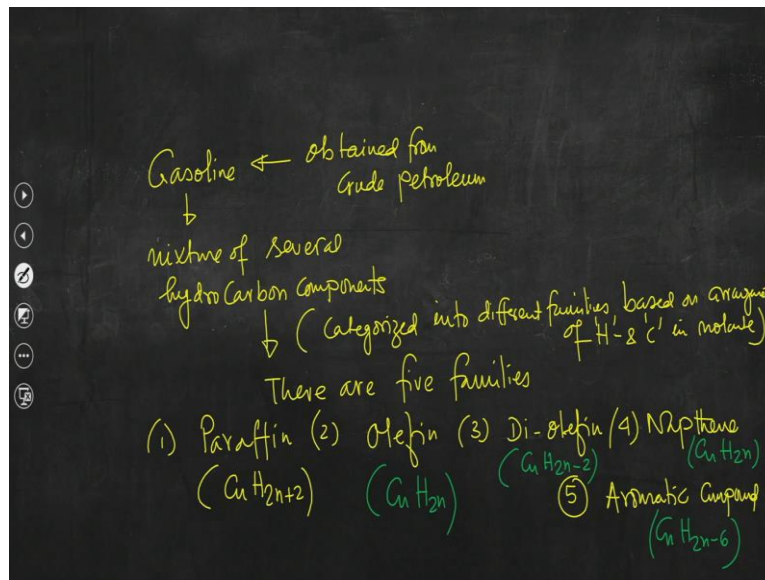 Gasoline ← obtained from
Crude petroleum
↓
mixture of several
hydroCarbon components
↓ (Categorized into different families, based on arrangme
of 'H'- & 'C' in molcule)
There are five families
(1) Paraffin (2) Olefin (3) Di-olefin (4) Napthene
(CnH2n+2) (CnH2n) (CnH2n-2) (CnH2n)
(5) Aromatic Compound
(CnH2n-6)